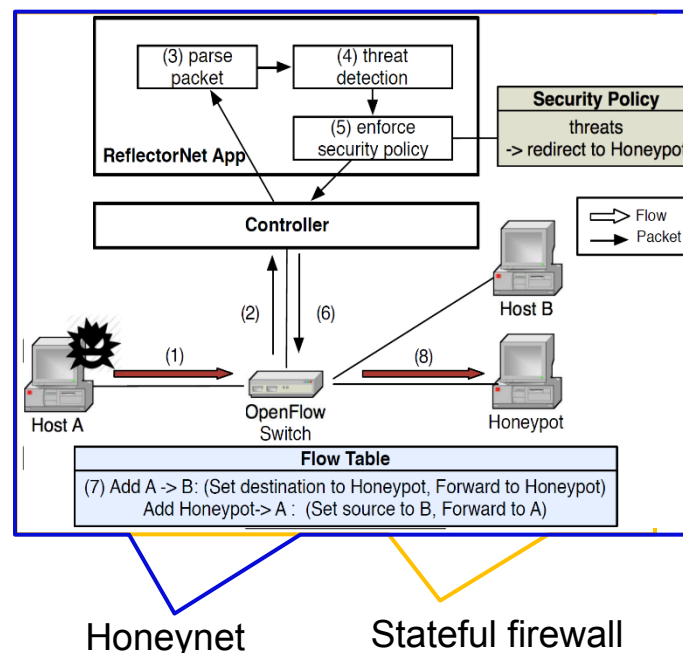 (3) parse
packet
(4) threat
detection
(5) enforce
security policy
ReflectorNet App
Security Policy
threats
-> redirect to Honeypot
Controller
Flow
Packet
(2)
(6)
Host B
(1)
(8)
Host A
OpenFlow
Switch
Honeypot
Flow Table
(7) Add A -> B: (Set destination to Honeypot, Forward to Honeypot)
Add Honeypot-> A : (Set source to B, Forward to A)
Honeynet
Stateful firewall